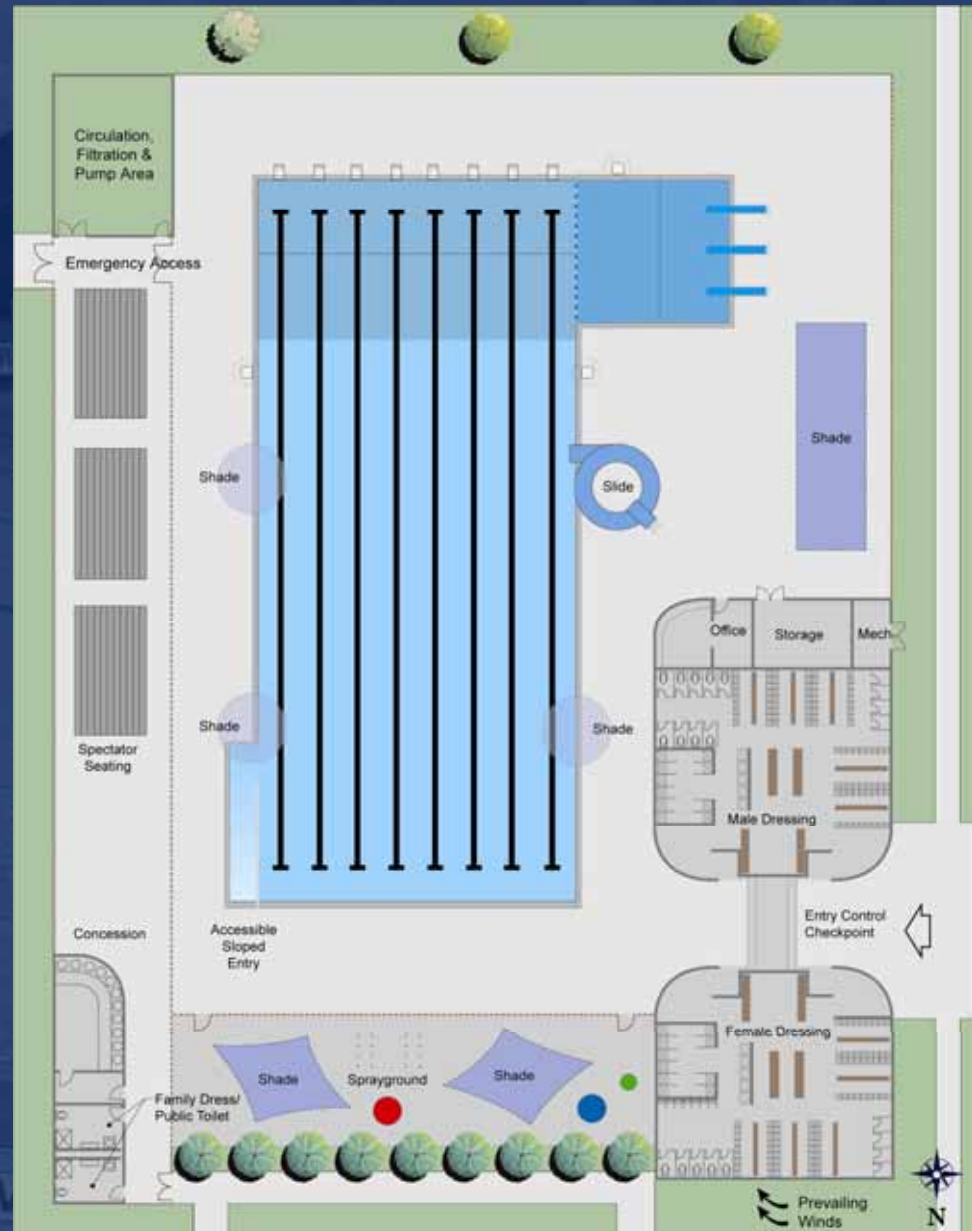 Circulation,
Filtration &
Pump Area
Emergency Access
Shade
Shade
Slide
Office
Storage
Mech
Shade
Shade
Spectator
Seating
Male Dressing
Concession
Accessible
Sloped
Entry
Entry Control
Checkpoint
Female Dressing
Shade
Sprayground
Shade
Family Dress/
Public Toilet
Prevailing
Winds
N